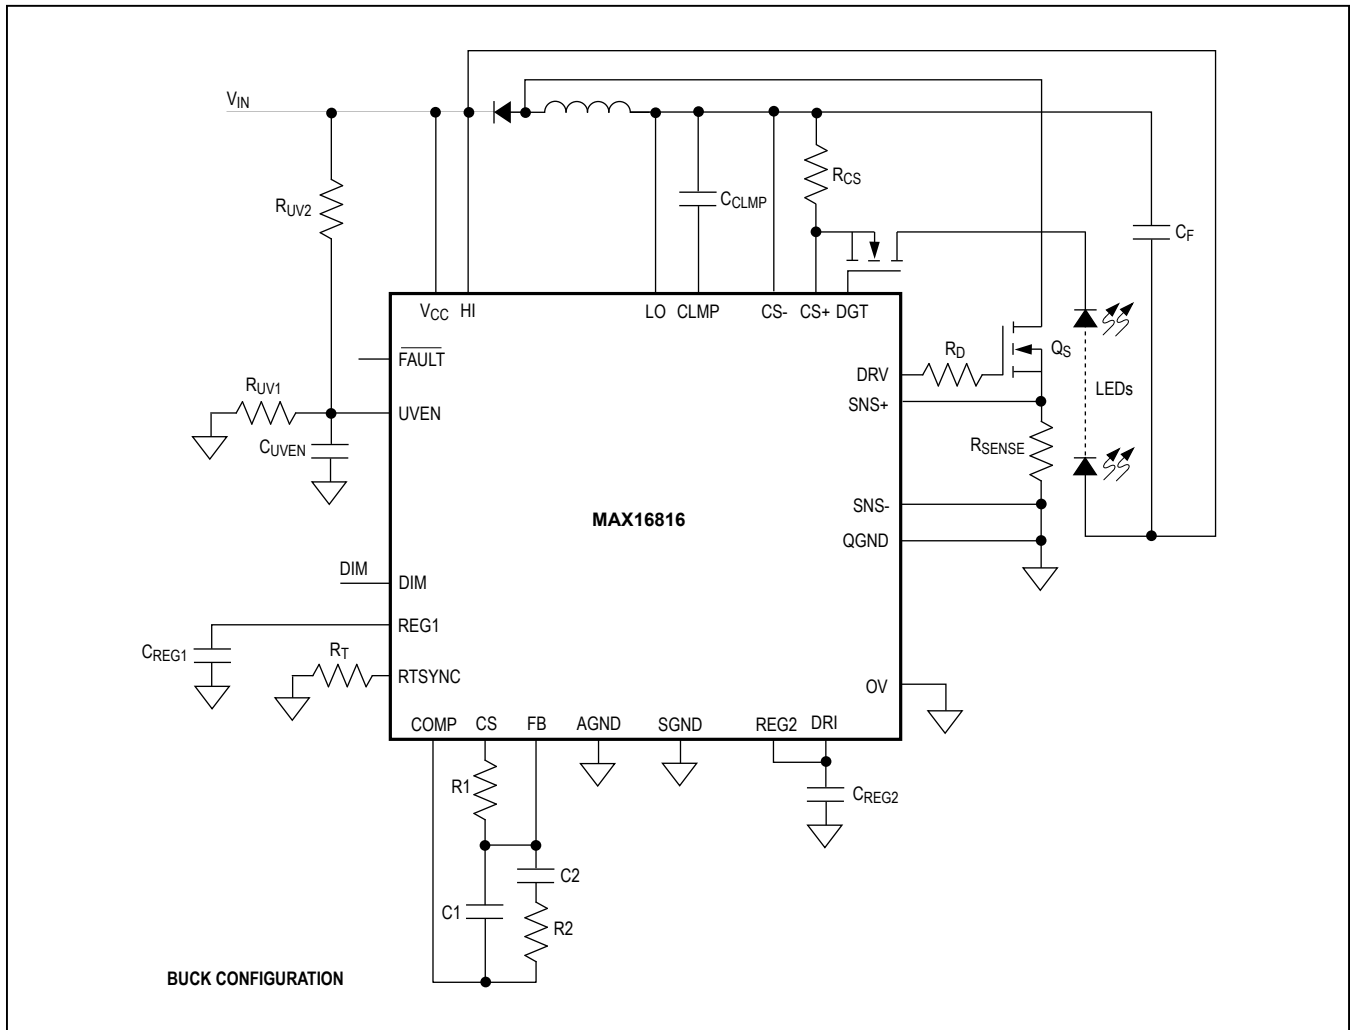 VIN
RUV2
RCS
CCLMP
CF
VCC HI LO CLMP CS- CS+ DGT
FAULT
RD
QS
DRV
LEDs
SNS+
RUV1
UVEN
CUVEN
RSENSE
SNS-
MAX16816
QGND
DIM
DIM
REG1
CREG1
RT
RTSYNC
OV
COMP CS FB AGND SGND REG2 DRI
R1
CREG2
C2
C1
R2
BUCK CONFIGURATION